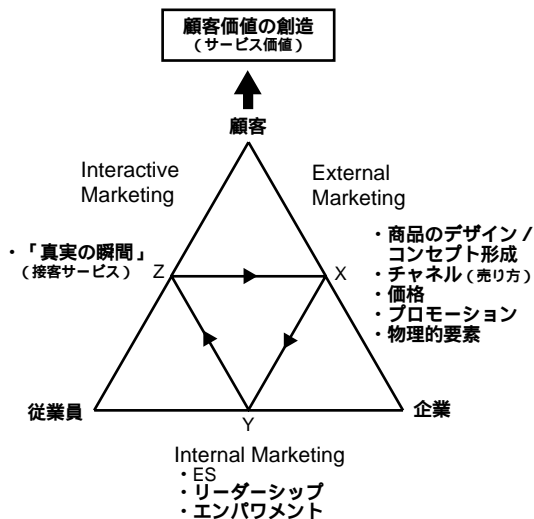 顧客価値の創造
（サービス価値）
顧客
Interactive
Marketing
External
Marketing
・「真実の瞬間」
（接客サービス）
Z
X
・商品のデザイン /
コンセプト形成
・チャネル（売り方）
・価格
・プロモーション
・物理的要素
従業員
Y
企業
Internal Marketing
・ES
・リーダーシップ
・エンパワメント